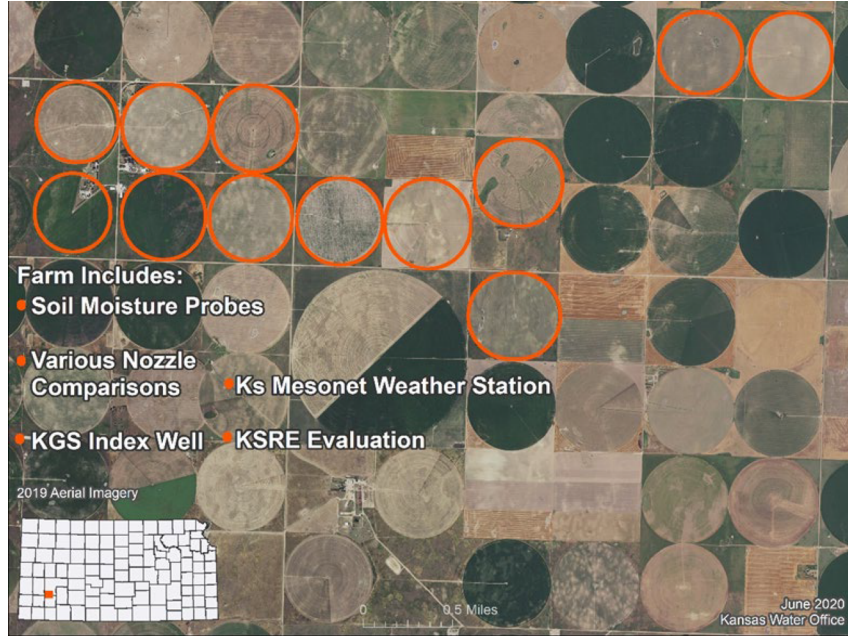 Farm Includes:
Soil Moisture Probes
Various Nozzle
Comparisons
Ks Mesonet Weather Station
KGS Index Well
KSRE Evaluation
2019 Aerial Imagery
0 0.5 Miles
June 2020
Kansas Water Office